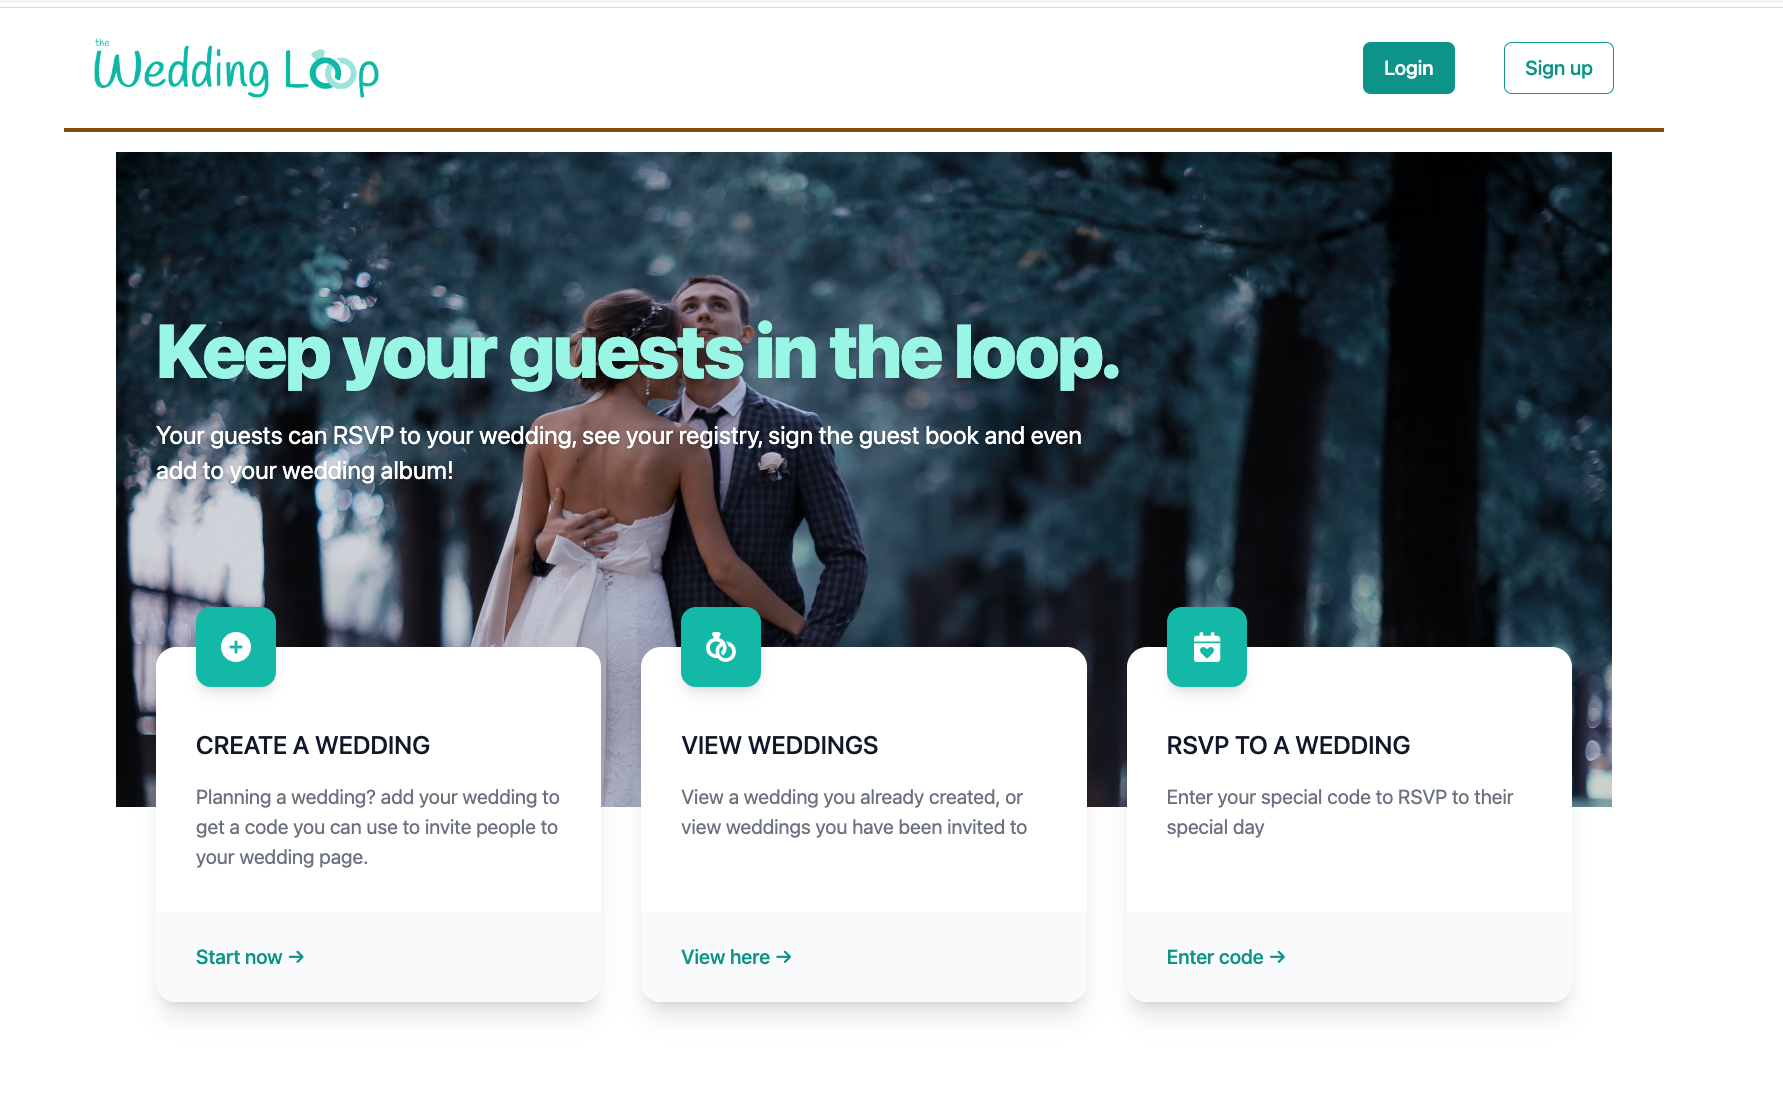 the
Wedding Loop
Login
Sign up
Keep your guests in the loop.
Your guests can RSVP to your wedding, see your registry, sign the guest book and even
add to your wedding album!
CREATE A WEDDING
Planning a wedding? add your wedding to
get a code you can use to invite people to
your wedding page.
Start now →
VIEW WEDDINGS
View a wedding you already created, or
view weddings you have been invited to
View here →
RSVP TO A WEDDING
Enter your special code to RSVP to their
special day
Enter code →